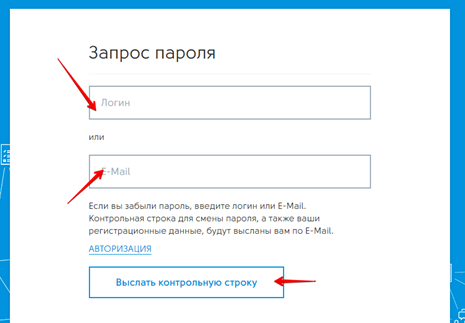 Запрос пароля
Логин
или
E-Mail
Если вы забыли пароль, введите логин или E-Mail.
Контрольная строка для смены пароля, а также ваши
регистрационные данные, будут высланы вам по E-Mail.
АВТОРИЗАЦИЯ
Выслать контрольную строку